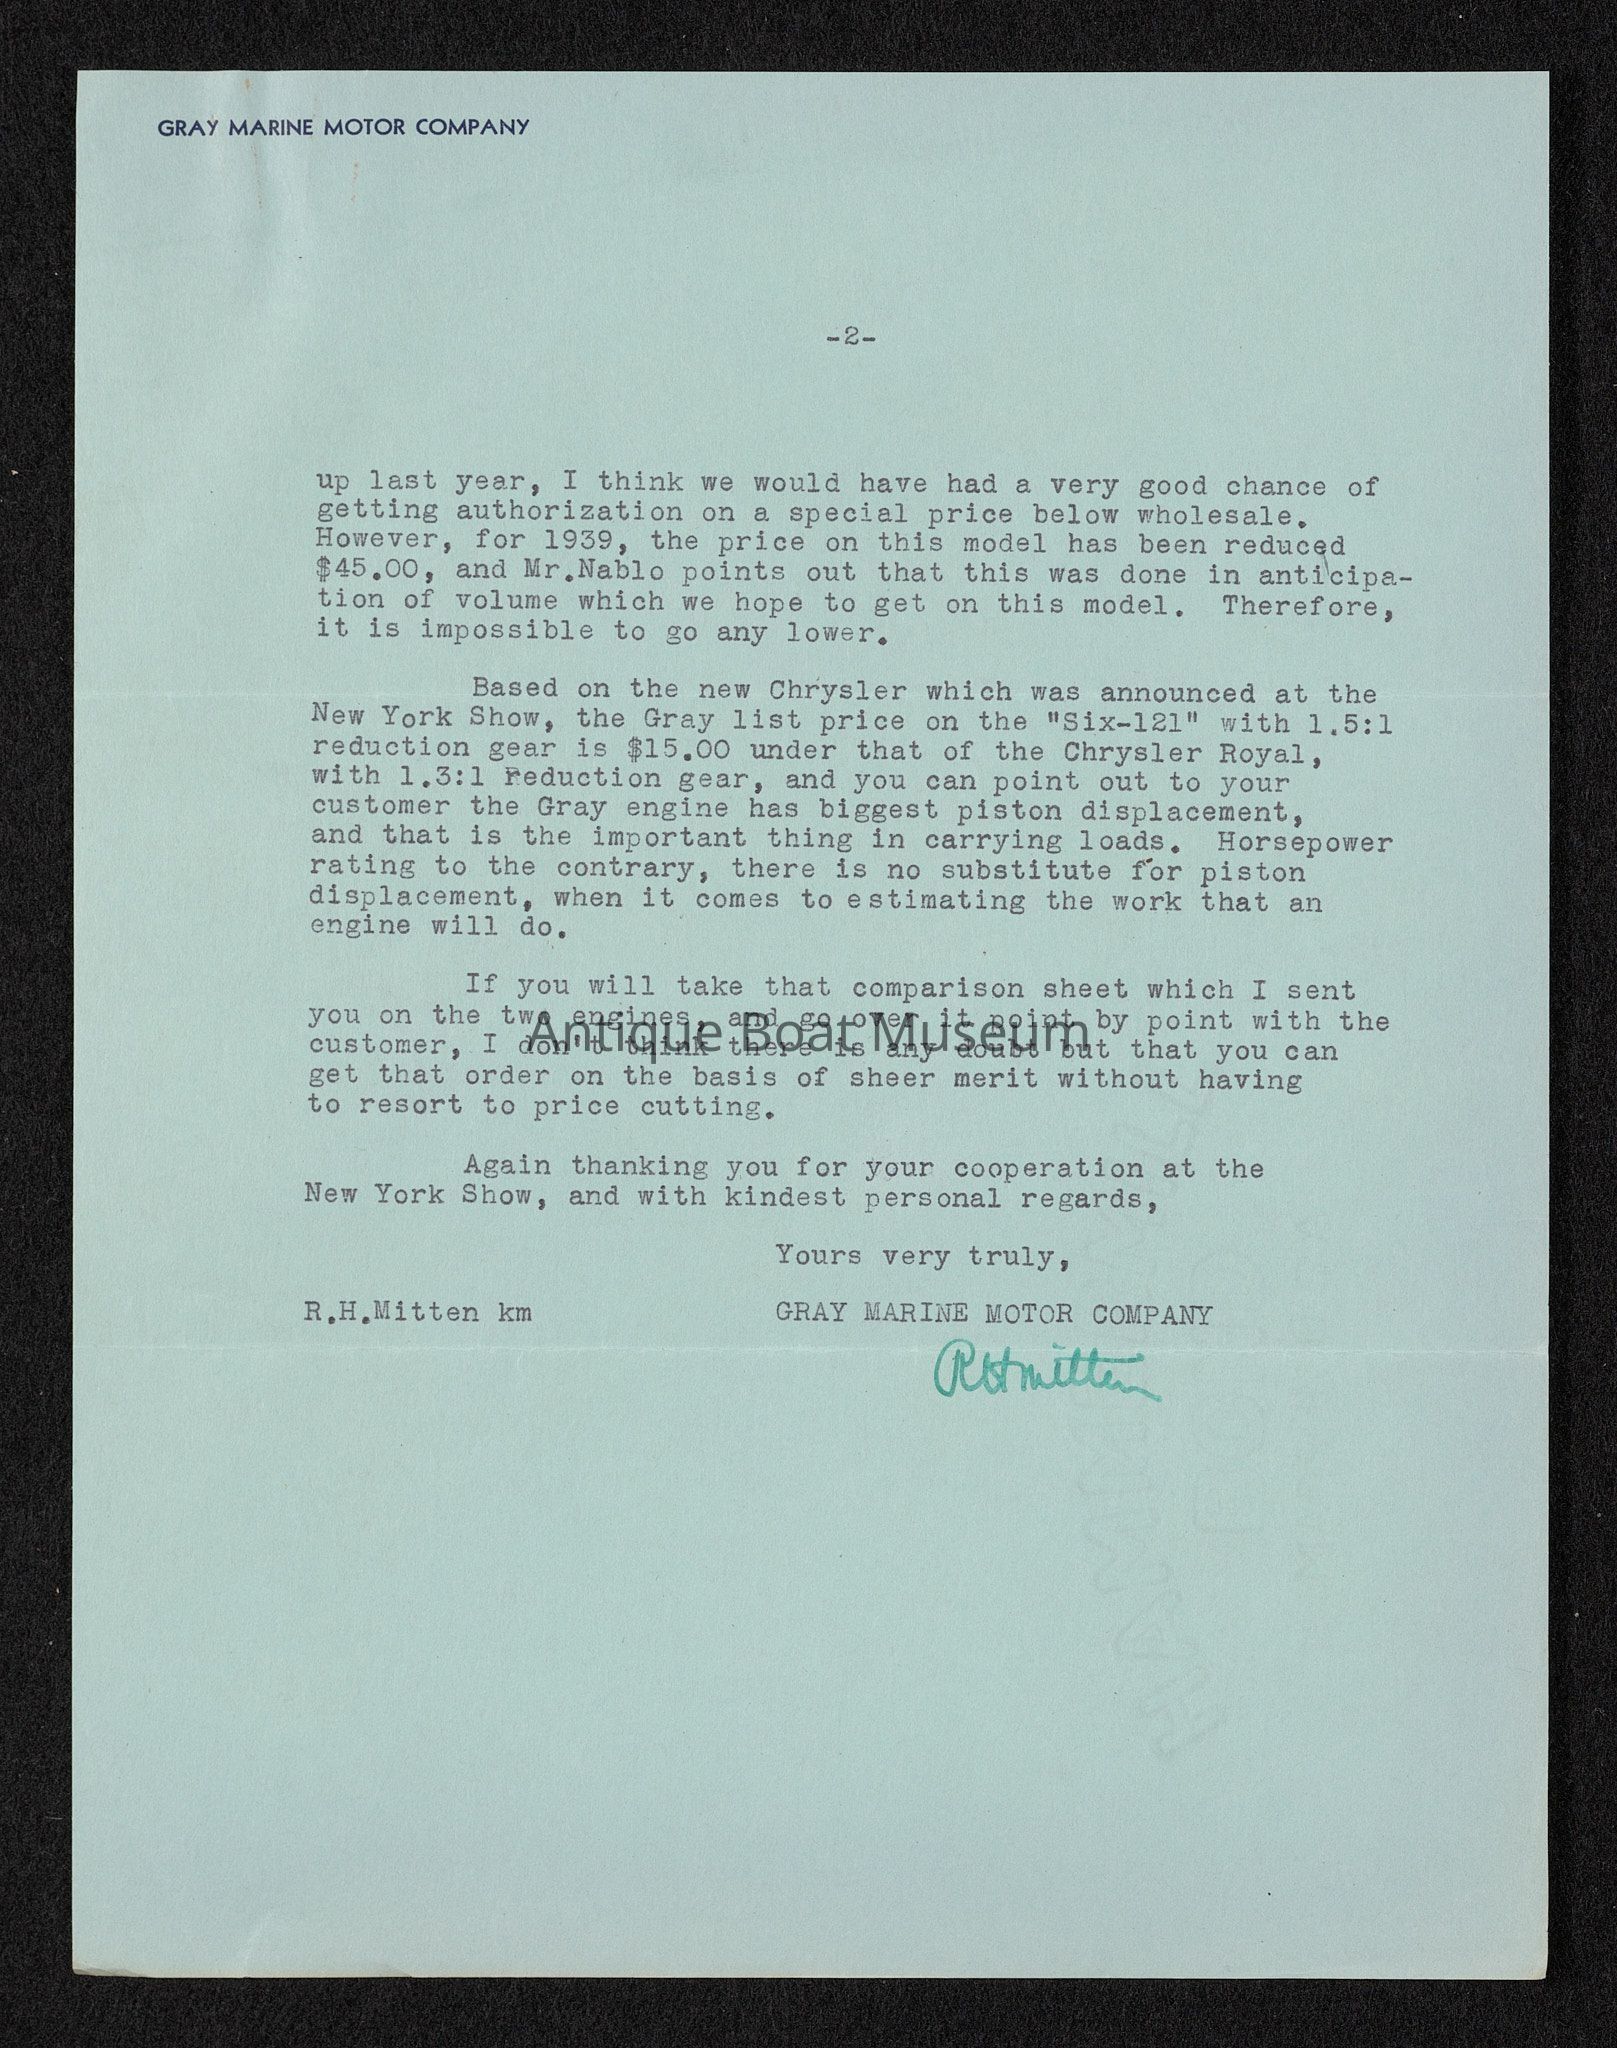 GRAY MARINE MOTOR COMPANY
-2-
up last year, I think we would have had a very good chance of
getting authorization on a special price below wholesale.
However, for 1939, the price on this model has been reduced
$45.00, and Mr.Nablo points out that this was done in anticipa-
tion of volume which we hope to get on this model. Therefore,
it is impossible to go any lower.
Based on the new Chrysler which was announced at the
New York Show, the Gray list price on the "Six-121" with 1.5:1
reduction gear is $15.00 under that of the Chrysler Royal,
with 1.3:1 reduction gear, and you can point out to your
customer the Gray engine has biggest piston displacement,
and that is the important thing in carrying loads. Horsepower
rating to the contrary, there is no substitute for piston
displacement, when it comes to estimating the work that an
engine will do.
If you will take that comparison sheet which I sent
you on the two engines, and go over it point by point with the
Antique Boat Museum
customer, I don't think there is any doubt but that you can
get that order on the basis of sheer merit without having
to resort to price cutting.
Again thanking you for your cooperation at the
New York Show, and with kindest personal regards,
Yours very truly,
R.H.Mitten km GRAY MARINE MOTOR COMPANY
RHMitten